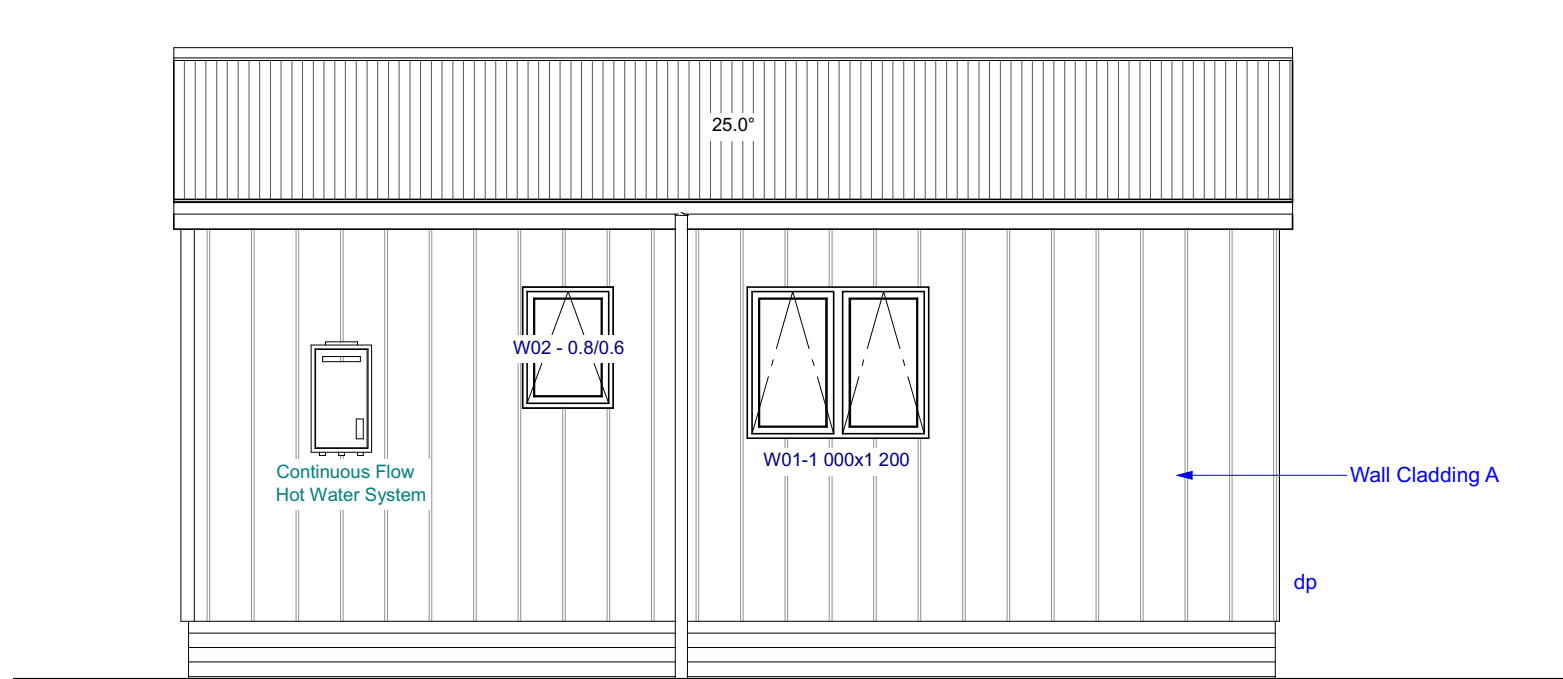 25.0°
W02 - 0.8/0.6
W01-1 000x1 200
Continuous Flow
Hot Water System
Wall Cladding A
dp